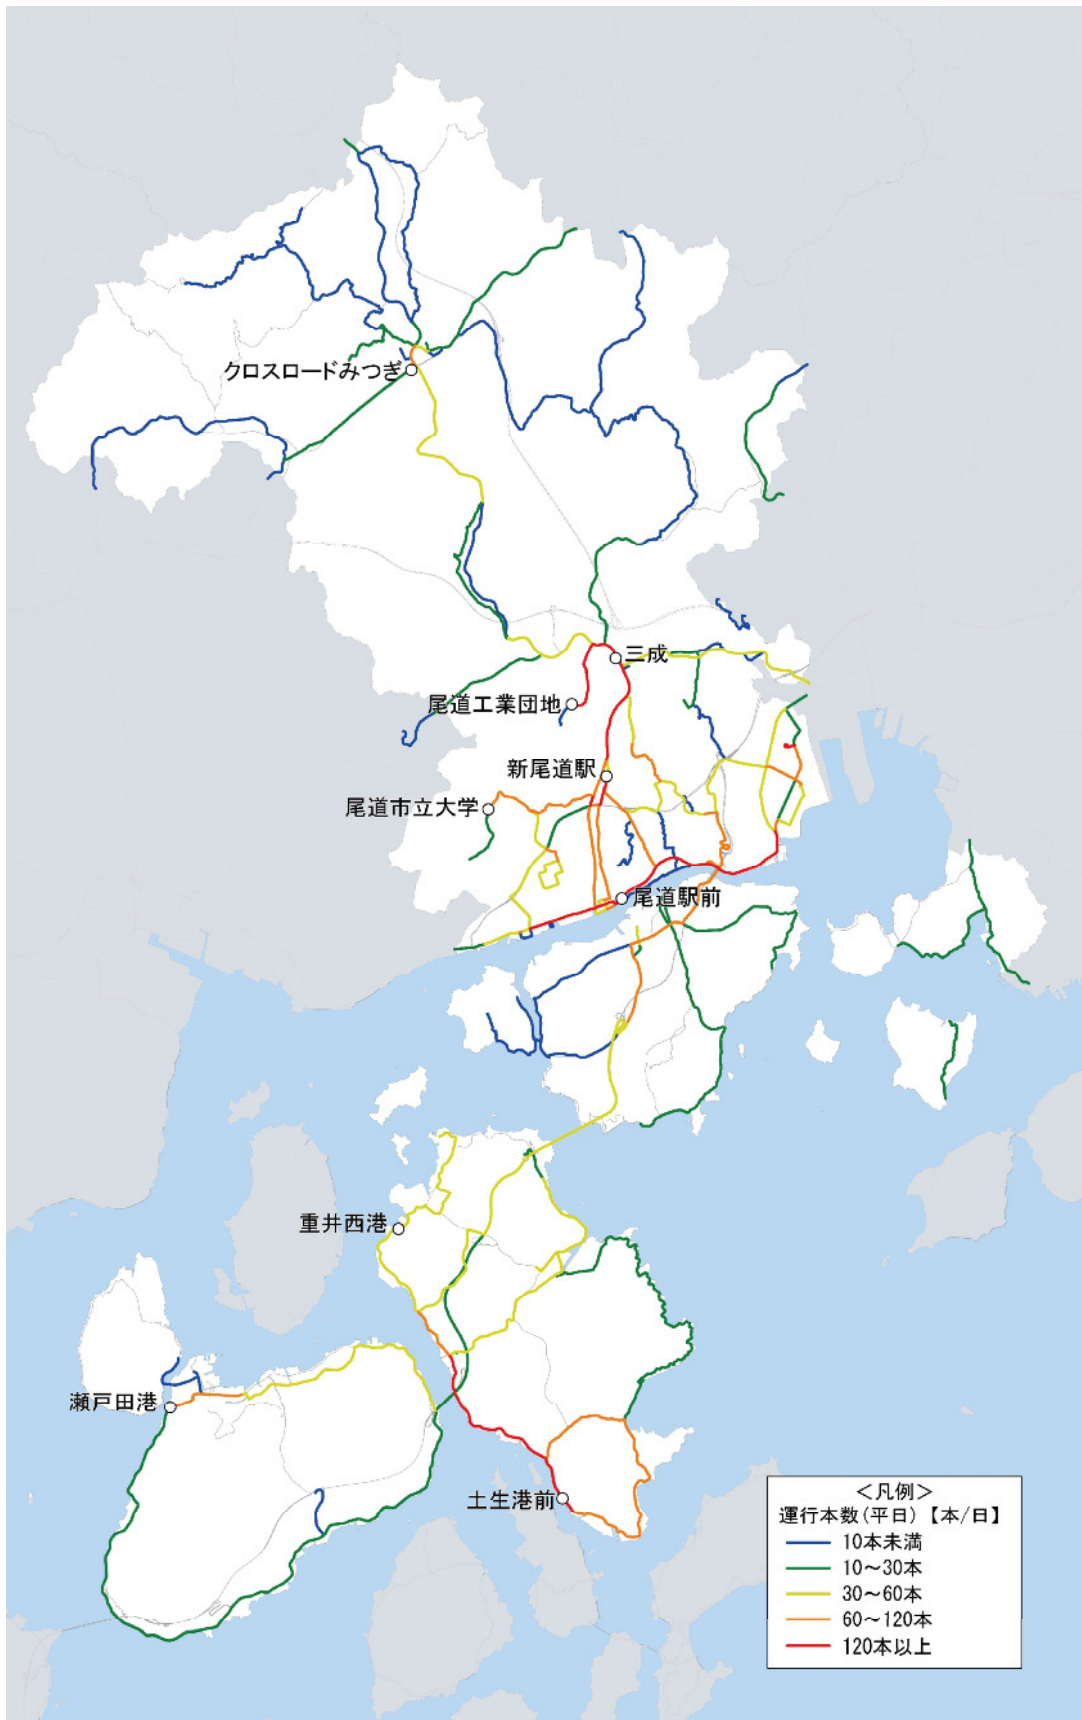 クロスロードみつぎ
三成
尾道工業団地
新尾道駅
尾道市立大学
尾道駅前
重井西港
瀬戸田港
土生港前
<凡例>
運行本数(平日)【本/日】
10本未満
10~30本
30~60本
60~120本
120本以上